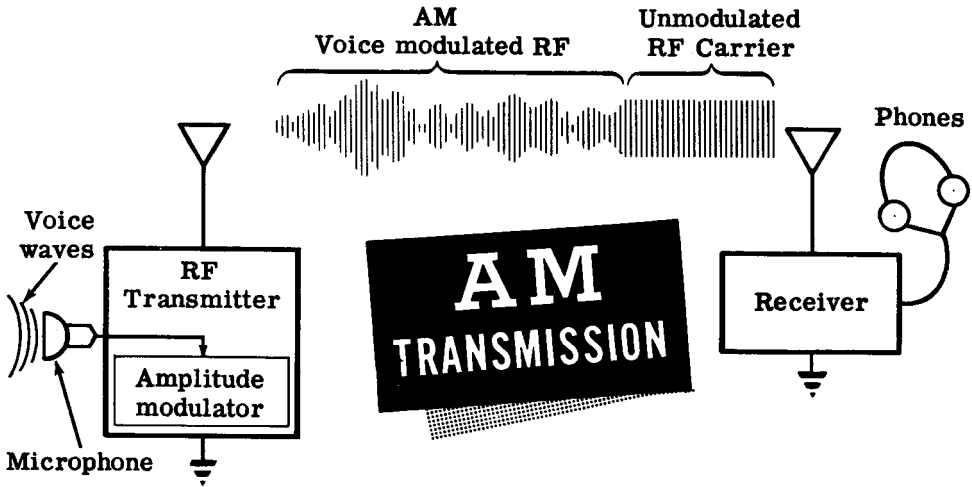 AM
Voice modulated RF
Unmodulated
RF Carrier
Phones
Voice
waves
RF
Transmitter
AM
TRANSMISSION
Receiver
Amplitude
modulator
Microphone